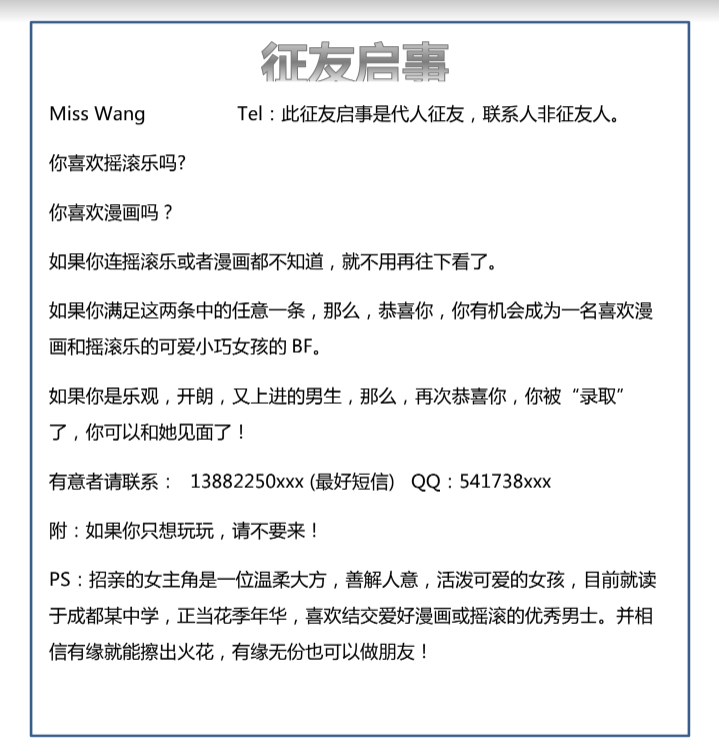 征友启事
Miss Wang Tel：此征友启事是代人征友，联系人非征友人。
你喜欢摇滚乐吗?
你喜欢漫画吗？
如果你连摇滚乐或者漫画都不知道，就不用再往下看了。
如果你满足这两条中的任意一条，那么，恭喜你，你有机会成为一名喜欢漫
画和摇滚乐的可爱小巧女孩的 BF。
如果你是乐观，开朗，又上进的男生，那么，再次恭喜你，你被“录取”
了，你可以和她见面了！
有意者请联系： 13882250xxx (最好短信) QQ：541738xxx
附：如果你只想玩玩，请不要来！
PS：招亲的女主角是一位温柔大方，善解人意，活泼可爱的女孩，目前就读
于成都某中学，正当花季年华，喜欢结交爱好漫画或摇滚的优秀男士。并相
信有缘就能擦出火花，有缘无份也可以做朋友！